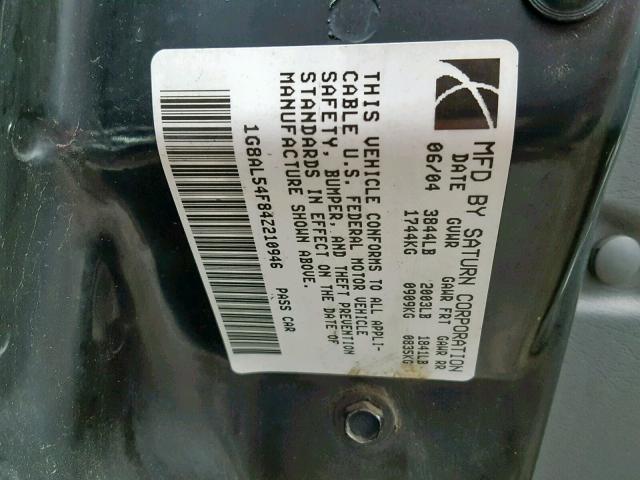 MFD BY SATURN CORPORATION
DATE GVWR GAWR FRT GAWR RR
06/04 3844LB 2003LB 1841LB
1744KG 0909KG 0835KG
THIS VEHICLE CONFORMS TO ALL APPLI-
CABLE U.S. FEDERAL MOTOR VEHICLE
SAFETY, BUMPER, AND THEFT PREVENTION
STANDARDS IN EFFECT ON THE DATE OF
MANUFACTURE SHOWN ABOVE.
1G8AL54F84Z210946 PASS CAR